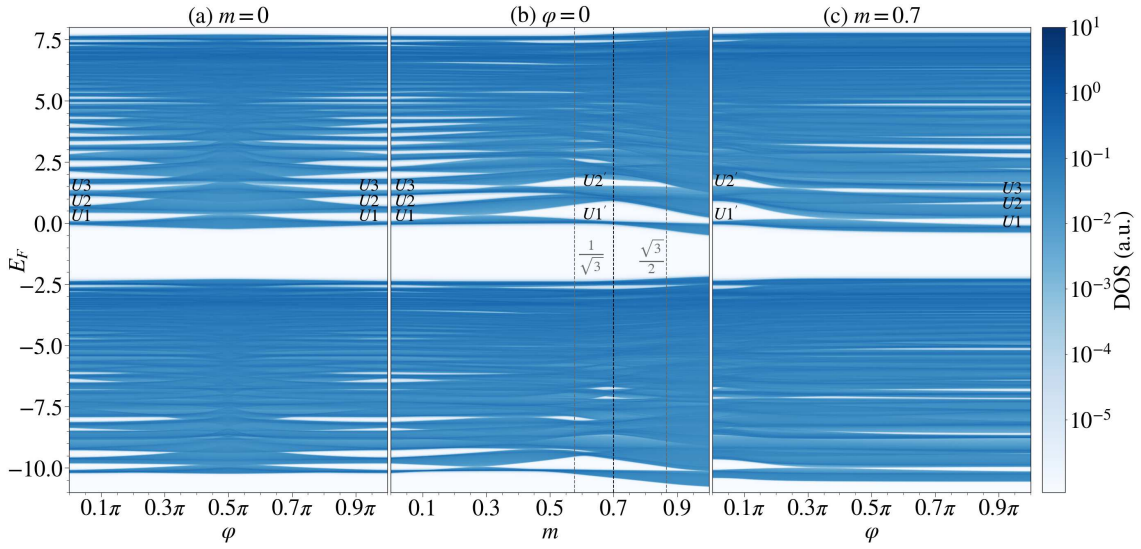 (a) m=0
(b) φ=0
(c) m=0.7
7.5
5.0
2.5
0.0
−2.5
−5.0
−7.5
−10.0
E_F
U3
U2
U1
U3
U2
U1
U3
U2
U1
U2′
U1′
U2′
U1′
U3
U2
U1
1/√3
√3/2
0.1π 0.3π 0.5π 0.7π 0.9π
0.1 0.3 0.5 0.7 0.9
0.1π 0.3π 0.5π 0.7π 0.9π
φ
m
φ
10¹
10⁰
10⁻¹
10⁻²
10⁻³
10⁻⁴
10⁻⁵
DOS (a.u.)